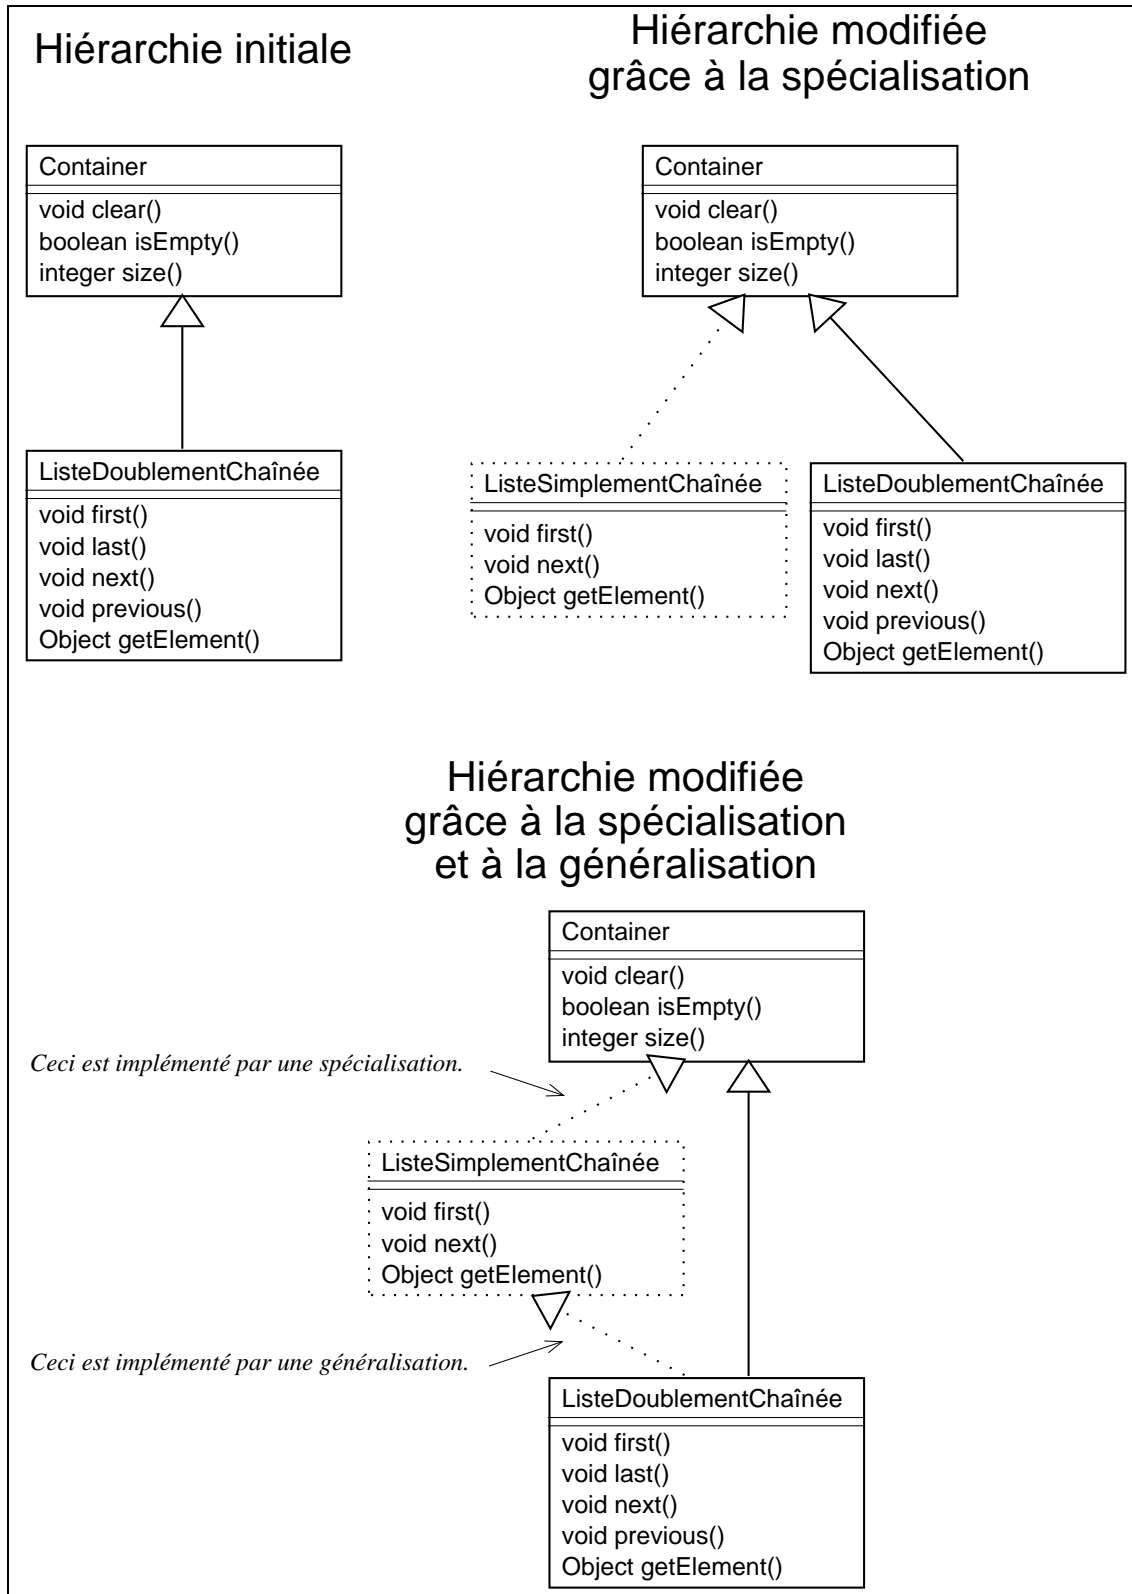 Hiérarchie initiale
Container
void clear()
boolean isEmpty()
integer size()
ListeDoublementChaînée
void first()
void last()
void next()
void previous()
Object getElement()
Hiérarchie modifiée
grâce à la spécialisation
Container
void clear()
boolean isEmpty()
integer size()
ListeSimplementChaînée
void first()
void next()
Object getElement()
ListeDoublementChaînée
void first()
void last()
void next()
void previous()
Object getElement()
Hiérarchie modifiée
grâce à la spécialisation
et à la généralisation
Container
void clear()
boolean isEmpty()
integer size()
Ceci est implémenté par une spécialisation.
ListeSimplementChaînée
void first()
void next()
Object getElement()
Ceci est implémenté par une généralisation.
ListeDoublementChaînée
void first()
void last()
void next()
void previous()
Object getElement()